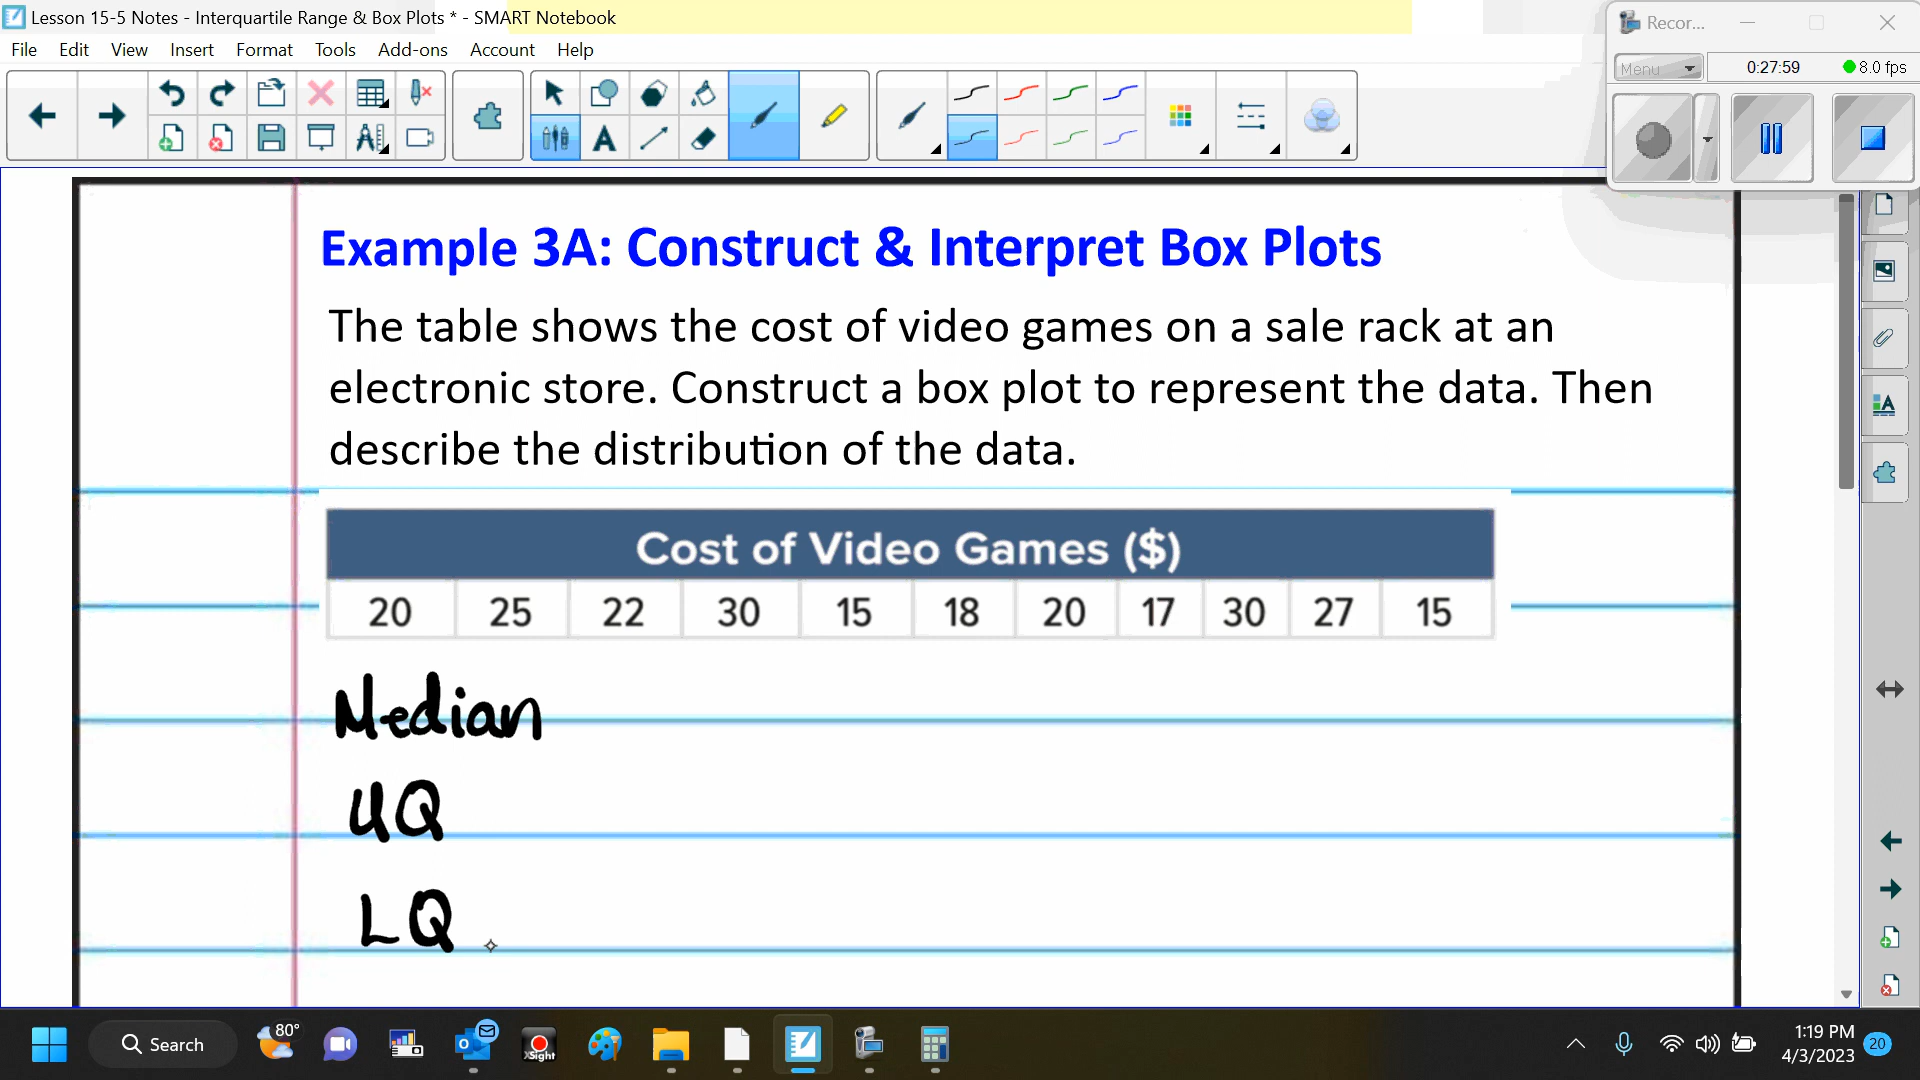 Lesson 15-5 Notes - Interquartile Range & Box Plots * - SMART Notebook
File Edit View Insert Format Tools Add-ons Account Help
Recor...
Menu 0:27:59 8.0 fps
Example 3A: Construct & Interpret Box Plots
The table shows the cost of video games on a sale rack at an
electronic store. Construct a box plot to represent the data. Then
describe the distribution of the data.
Cost of Video Games ($)
20 25 22 30 15 18 20 17 30 27 15
Median
UQ
LQ
Search 80° XSight 1:19 PM 20
4/3/2023